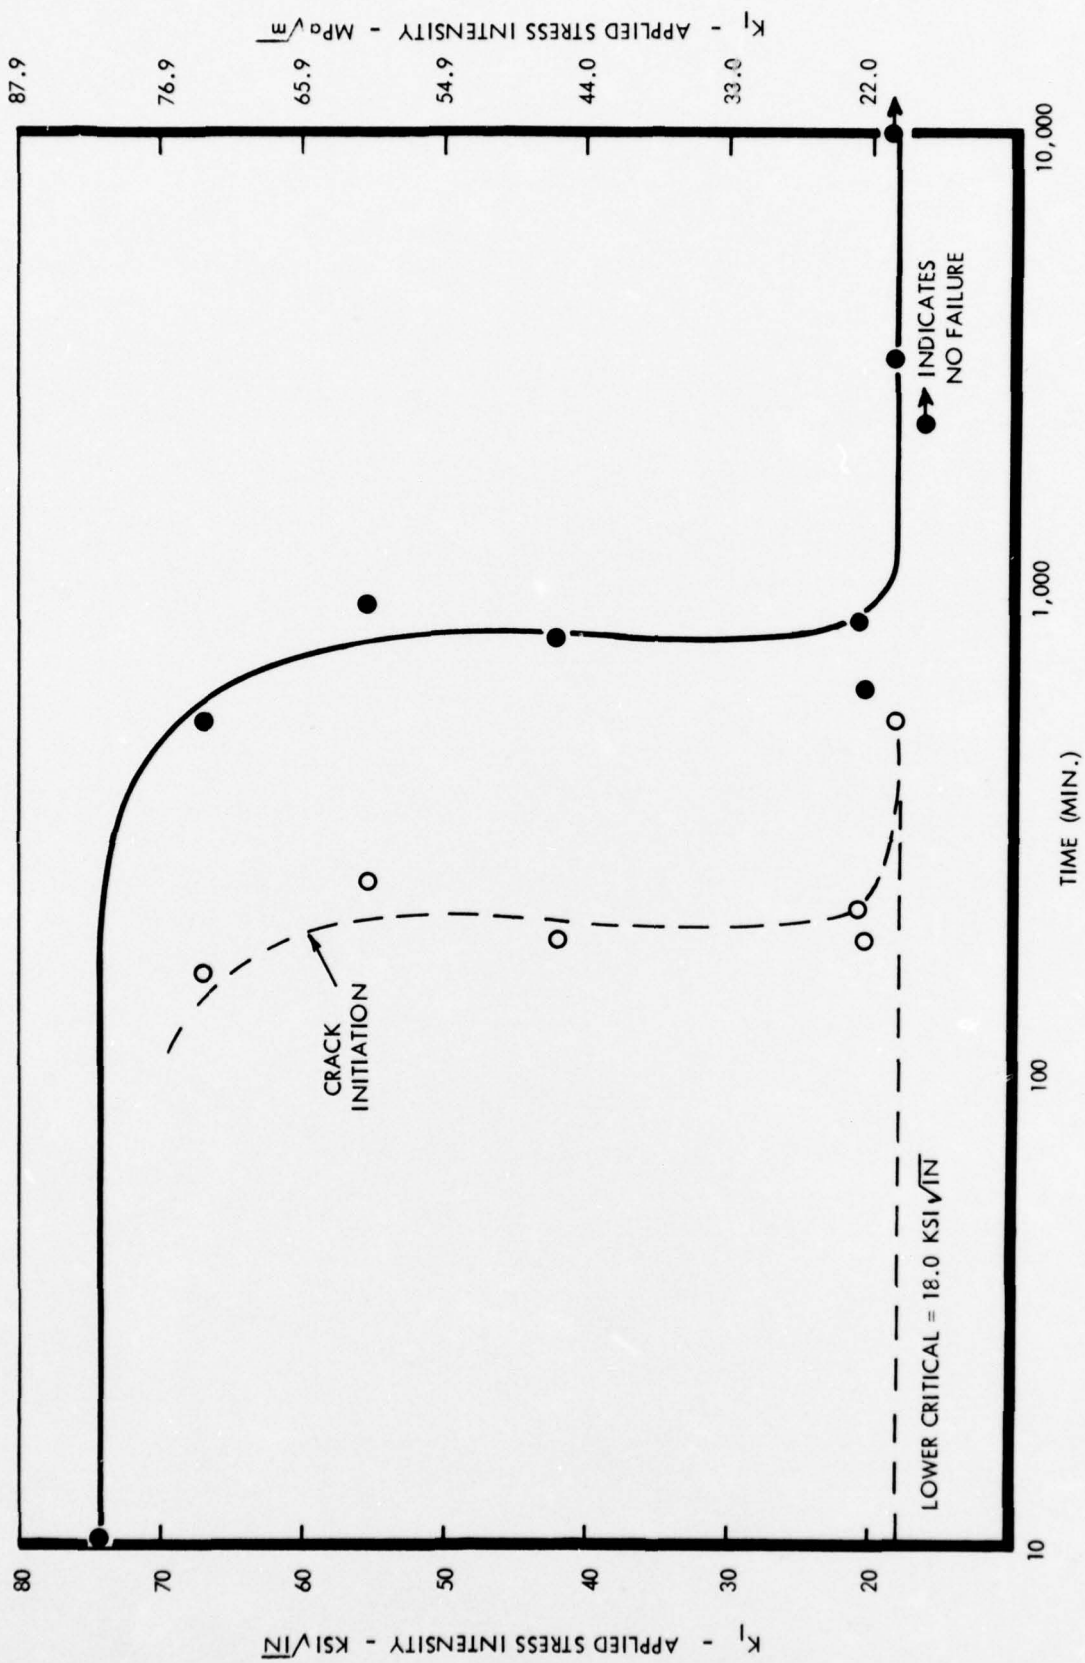 K₁ - APPLIED STRESS INTENSITY - MPa√m
87.9
76.9
65.9
54.9
44.0
33.0
22.0
80
70
60
50
40
30
20
K₁ - APPLIED STRESS INTENSITY - KSI√IN
CRACK
INITIATION
INDICATES
NO FAILURE
LOWER CRITICAL = 18.0 KSI√IN
10
100
1,000
10,000
TIME (MIN.)